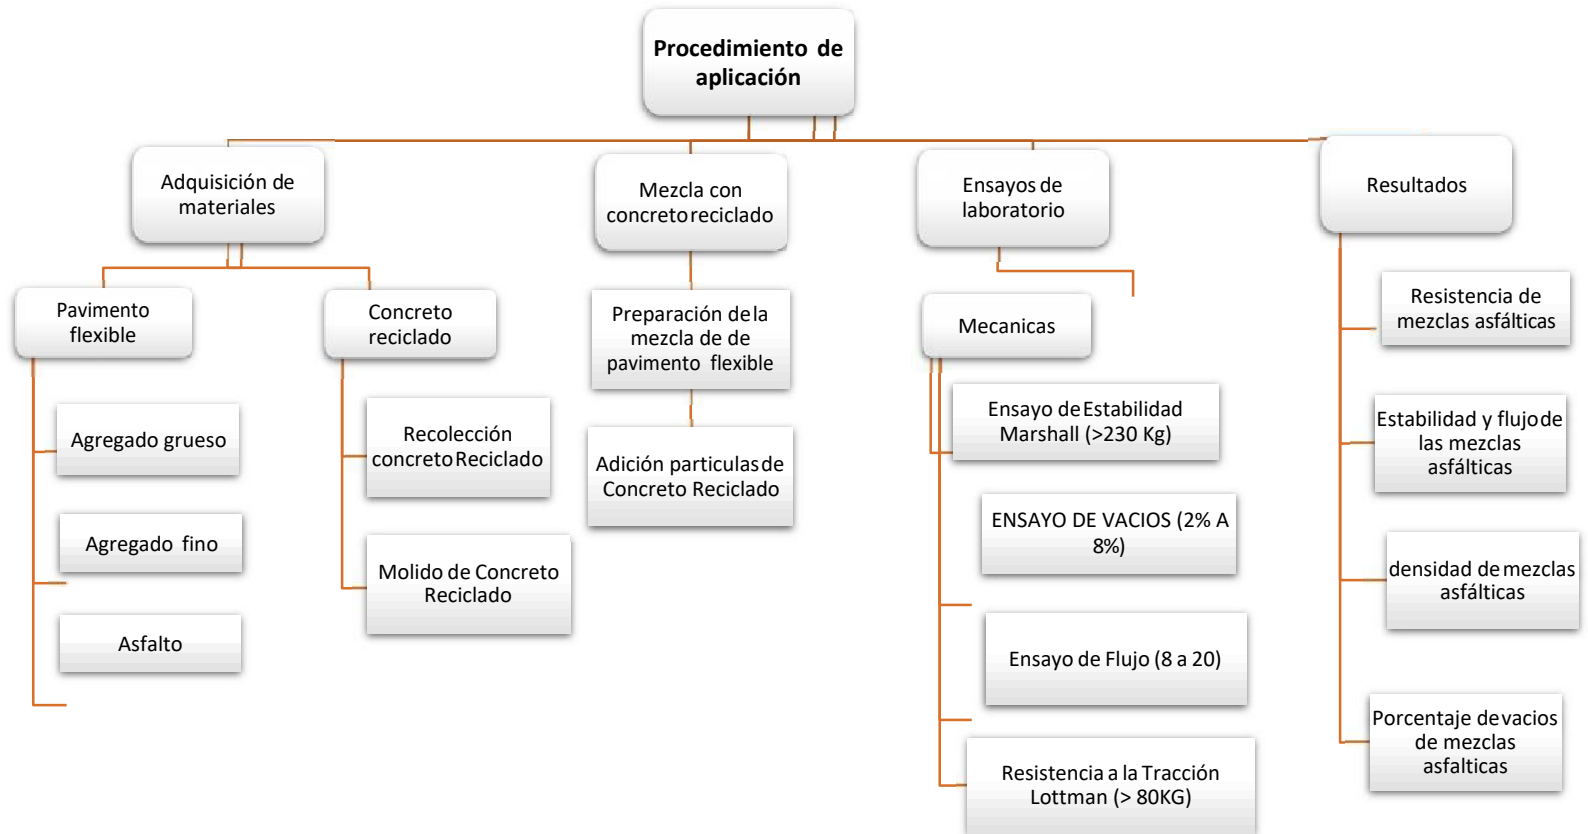 Procedimiento de
aplicación
Adquisición de
materiales
Mezcla con
concreto reciclado
Ensayos de
laboratorio
Resultados
Pavimento
flexible
Concreto
reciclado
Agregado grueso
Agregado fino
Asfalto
Recolección
concreto Reciclado
Molido de Concreto
Reciclado
Preparación de la
mezcla de de
pavimento flexible
Adición particulas de
Concreto Reciclado
Mecanicas
Ensayo de Estabilidad
Marshall (>230 Kg)
ENSAYO DE VACIOS (2% A
8%)
Ensayo de Flujo (8 a 20)
Resistencia a la Tracción
Lottman (> 80KG)
Resistencia de
mezclas asfálticas
Estabilidad y flujo de
las mezclas
asfálticas
densidad de mezclas
asfálticas
Porcentaje de vacios
de mezclas
asfalticas